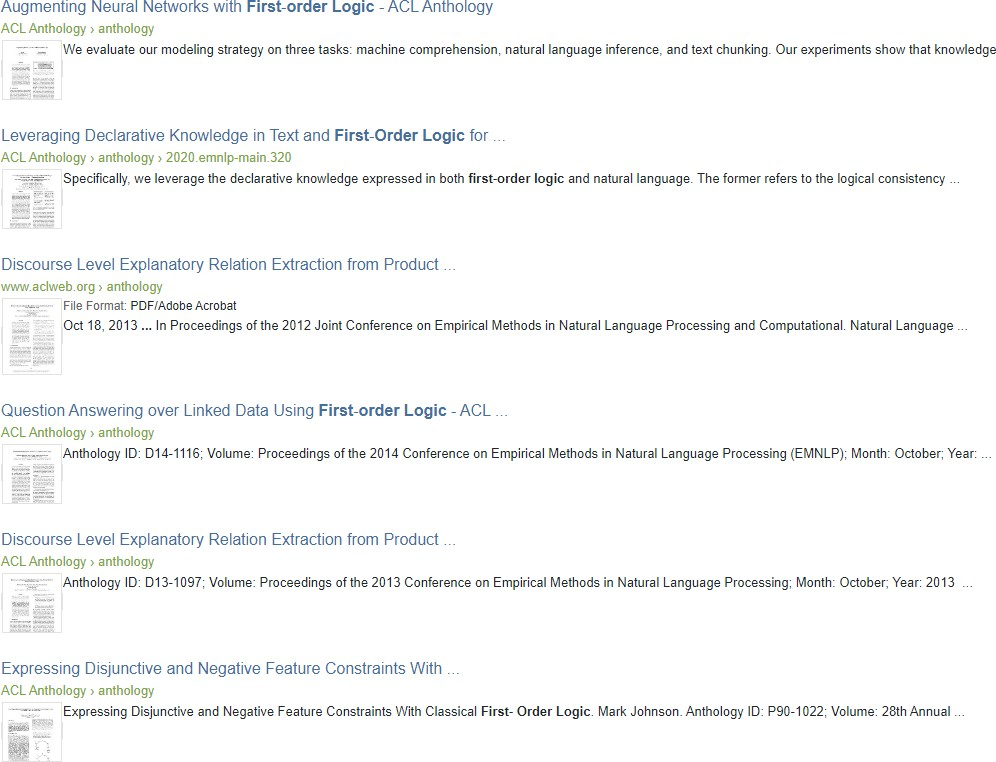 Augmenting Neural Networks with First-order Logic - ACL Anthology
ACL Anthology › anthology
We evaluate our modeling strategy on three tasks: machine comprehension, natural language inference, and text chunking. Our experiments show that knowledge
Leveraging Declarative Knowledge in Text and First-Order Logic for ...
ACL Anthology › anthology › 2020.emnlp-main.320
Specifically, we leverage the declarative knowledge expressed in both first-order logic and natural language. The former refers to the logical consistency ...
Discourse Level Explanatory Relation Extraction from Product ...
www.aclweb.org › anthology
File Format: PDF/Adobe Acrobat
Oct 18, 2013 ... In Proceedings of the 2012 Joint Conference on Empirical Methods in Natural Language Processing and Computational. Natural Language ...
Question Answering over Linked Data Using First-order Logic - ACL ...
ACL Anthology › anthology
Anthology ID: D14-1116; Volume: Proceedings of the 2014 Conference on Empirical Methods in Natural Language Processing (EMNLP); Month: October; Year: ...
Discourse Level Explanatory Relation Extraction from Product ...
ACL Anthology › anthology
Anthology ID: D13-1097; Volume: Proceedings of the 2013 Conference on Empirical Methods in Natural Language Processing; Month: October; Year: 2013 ...
Expressing Disjunctive and Negative Feature Constraints With ...
ACL Anthology › anthology
Expressing Disjunctive and Negative Feature Constraints With Classical First- Order Logic. Mark Johnson. Anthology ID: P90-1022; Volume: 28th Annual ...